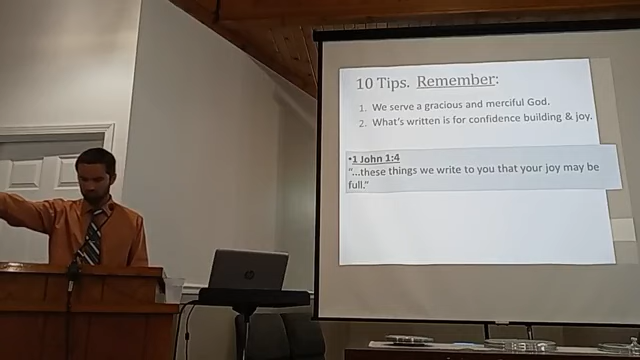 10 Tips. Remember:
1. We serve a gracious and merciful God.
2. What's written is for confidence building & joy.
•1 John 1:4
"...these things we write to you that your joy may be
full."
hp